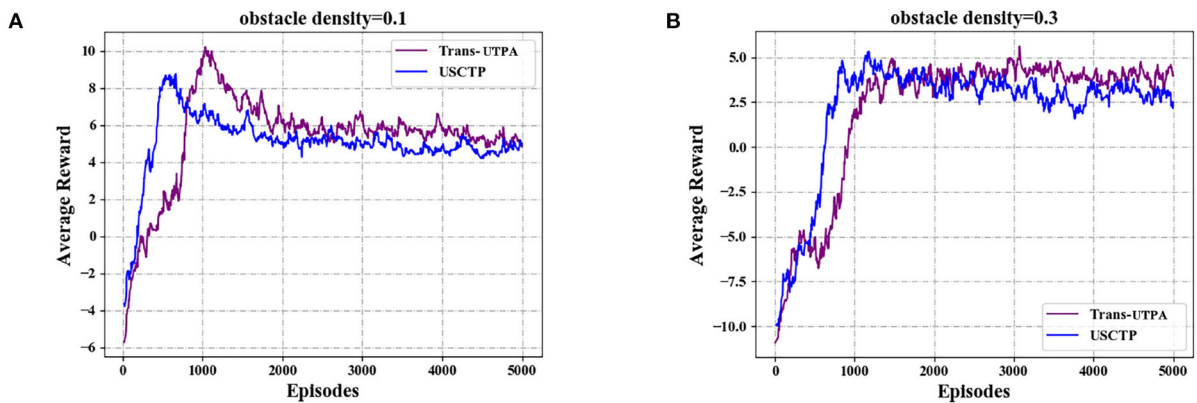 A
obstacle density=0.1
Average Reward
10
8
6
4
2
0
−2
−4
−6
Trans-UTPA
USCTP
0 1000 2000 3000 4000 5000
Episodes
B
obstacle density=0.3
Average Reward
5.0
2.5
0.0
−2.5
−5.0
−7.5
−10.0
Trans-UTPA
USCTP
0 1000 2000 3000 4000 5000
Episodes